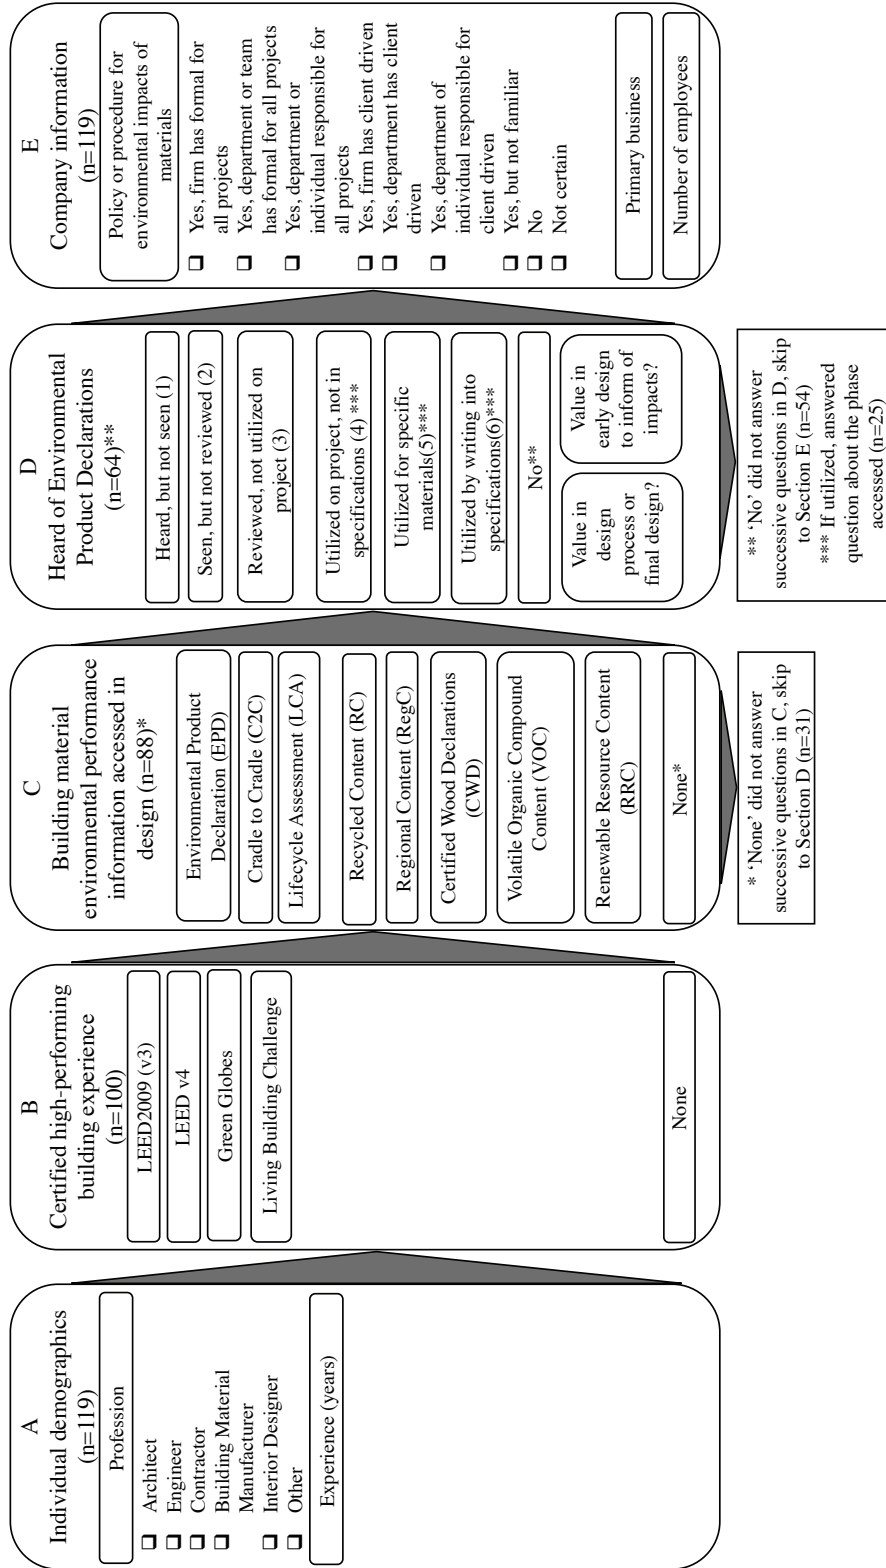 A
Individual demographics
(n=119)
Profession
❑ Architect
❑ Engineer
❑ Contractor
❑ Building Material
Manufacturer
❑ Interior Designer
❑ Other
Experience (years)
B
Certified high-performing
building experience
(n=100)
LEED2009 (v3)
LEED v4
Green Globes
Living Building Challenge
None
C
Building material
environmental performance
information accessed in
design (n=88)*
Environmental Product
Declaration (EPD)
Cradle to Cradle (C2C)
Lifecycle Assessment (LCA)
Recycled Content (RC)
Regional Content (RegC)
Certified Wood Declarations
(CWD)
Volatile Organic Compound
Content (VOC)
Renewable Resource Content
(RRC)
None*
* ‘None’ did not answer
successive questions in C, skip
to Section D (n=31)
D
Heard of Environmental
Product Declarations
(n=64)**
Heard, but not seen (1)
Seen, but not reviewed (2)
Reviewed, not utilized on
project (3)
Utilized on project, not in
specifications (4) ***
Utilized for specific
materials(5)***
Utilized by writing into
specifications(6)***
No**
Value in
design
process or
final design?
Value in
early design
to inform of
impacts?
** ‘No’ did not answer
successive questions in D, skip
to Section E (n=54)
*** If utilized, answered
question about the phase
accessed (n=25)
E
Company information
(n=119)
Policy or procedure for
environmental impacts of
materials
❑ Yes, firm has formal for
all projects
❑ Yes, department or team
has formal for all projects
❑ Yes, department or
individual responsible for
all projects
❑ Yes, firm has client driven
❑ Yes, department has client
driven
❑ Yes, department of
individual responsible for
client driven
❑ Yes, but not familiar
❑ No
❑ Not certain
Primary business
Number of employees